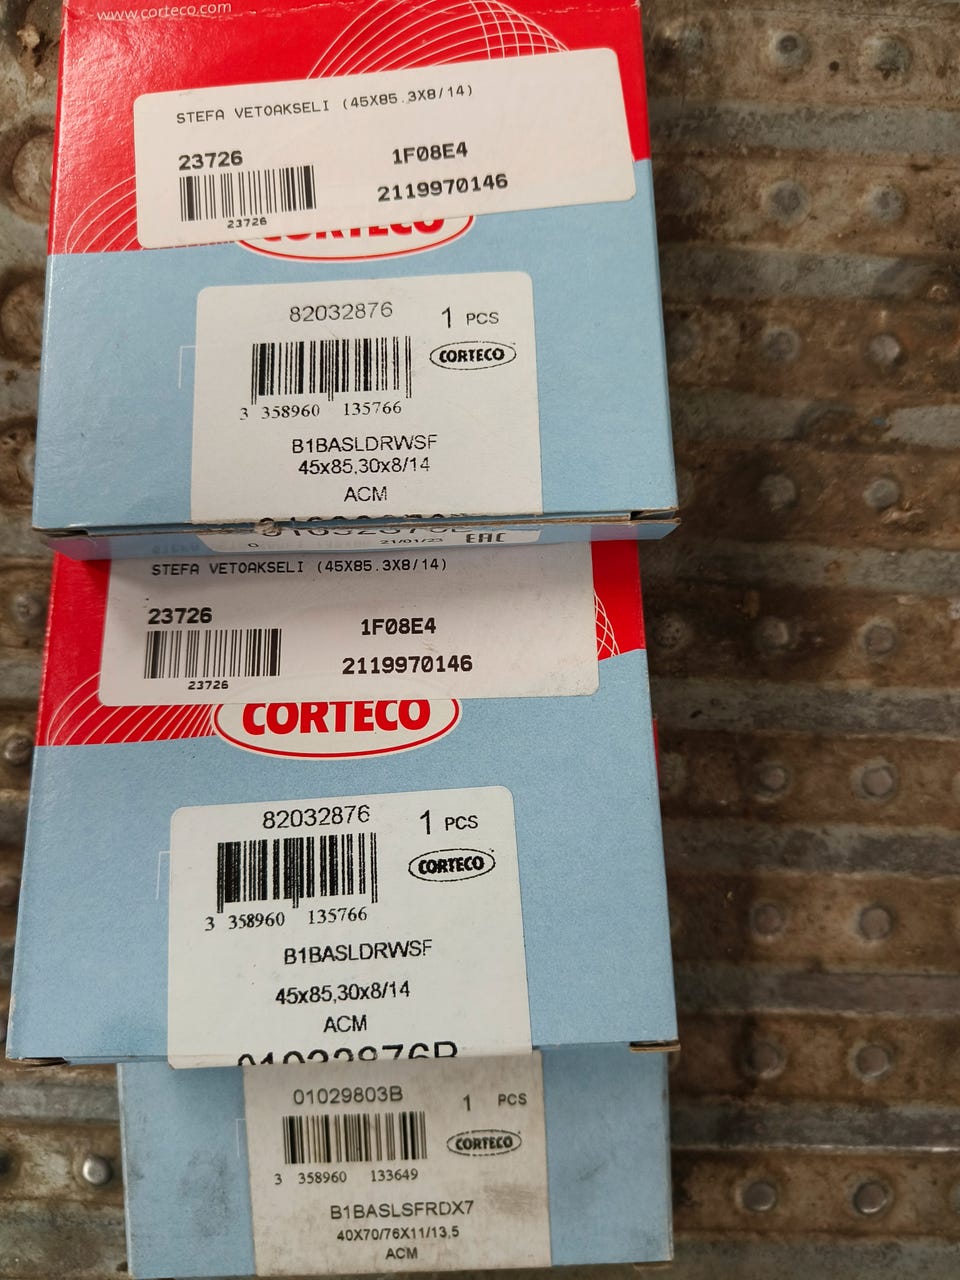 www.corteco.com
STEFA VETOAKSELI (45X85.3X8/14)
23726 1F08E4
2119970146
23726
CORTECO
82032876 1 PCS
CORTECO
3 358960 135766
B1BASLDRWSF
45x85,30x8/14
ACM
21/01/23 EAC
STEFA VETOAKSELI (45X85.3X8/14)
23726 1F08E4
2119970146
23726
CORTECO
82032876 1 PCS
CORTECO
3 358960 135766
B1BASLDRWSF
45x85,30x8/14
ACM
01032876B
01029803B 1 PCS
CORTECO
3 358960 133649
B1BASLSFRDX7
40X70/76X11/13,5
ACM